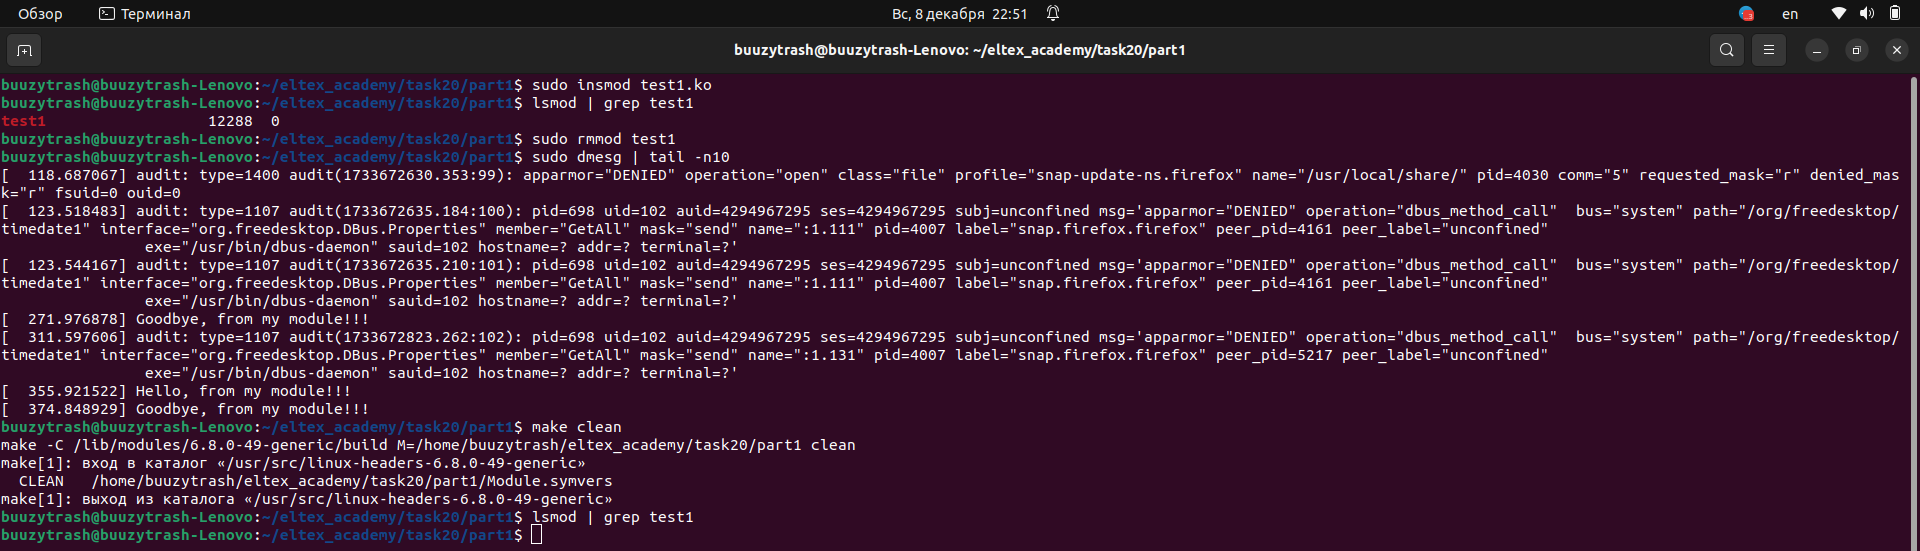 Обзор
Терминал
Вс, 8 декабря 22:51
en
buuzytrash@buuzytrash-Lenovo: ~/eltex_academy/task20/part1
buuzytrash@buuzytrash-Lenovo:~/eltex_academy/task20/part1$ sudo insmod test1.ko
buuzytrash@buuzytrash-Lenovo:~/eltex_academy/task20/part1$ lsmod | grep test1
test1                  12288  0
buuzytrash@buuzytrash-Lenovo:~/eltex_academy/task20/part1$ sudo rmmod test1
buuzytrash@buuzytrash-Lenovo:~/eltex_academy/task20/part1$ sudo dmesg | tail -n10
[  118.687067] audit: type=1400 audit(1733672630.353:99): apparmor="DENIED" operation="open" class="file" profile="snap-update-ns.firefox" name="/usr/local/share/" pid=4030 comm="5" requested_mask="r" denied_mas
k="r" fsuid=0 ouid=0
[  123.518483] audit: type=1107 audit(1733672635.184:100): pid=698 uid=102 auid=4294967295 ses=4294967295 subj=unconfined msg='apparmor="DENIED" operation="dbus_method_call"  bus="system" path="/org/freedesktop/
timedate1" interface="org.freedesktop.DBus.Properties" member="GetAll" mask="send" name=":1.111" pid=4007 label="snap.firefox.firefox" peer_pid=4161 peer_label="unconfined"
                exe="/usr/bin/dbus-daemon" sauid=102 hostname=? addr=? terminal=?'
[  123.544167] audit: type=1107 audit(1733672635.210:101): pid=698 uid=102 auid=4294967295 ses=4294967295 subj=unconfined msg='apparmor="DENIED" operation="dbus_method_call"  bus="system" path="/org/freedesktop/
timedate1" interface="org.freedesktop.DBus.Properties" member="GetAll" mask="send" name=":1.111" pid=4007 label="snap.firefox.firefox" peer_pid=4161 peer_label="unconfined"
                exe="/usr/bin/dbus-daemon" sauid=102 hostname=? addr=? terminal=?'
[  271.976878] Goodbye, from my module!!!
[  311.597606] audit: type=1107 audit(1733672823.262:102): pid=698 uid=102 auid=4294967295 ses=4294967295 subj=unconfined msg='apparmor="DENIED" operation="dbus_method_call"  bus="system" path="/org/freedesktop/
timedate1" interface="org.freedesktop.DBus.Properties" member="GetAll" mask="send" name=":1.131" pid=4007 label="snap.firefox.firefox" peer_pid=5217 peer_label="unconfined"
                exe="/usr/bin/dbus-daemon" sauid=102 hostname=? addr=? terminal=?'
[  355.921522] Hello, from my module!!!
[  374.848929] Goodbye, from my module!!!
buuzytrash@buuzytrash-Lenovo:~/eltex_academy/task20/part1$ make clean
make -C /lib/modules/6.8.0-49-generic/build M=/home/buuzytrash/eltex_academy/task20/part1 clean
make[1]: вход в каталог «/usr/src/linux-headers-6.8.0-49-generic»
  CLEAN   /home/buuzytrash/eltex_academy/task20/part1/Module.symvers
make[1]: выход из каталога «/usr/src/linux-headers-6.8.0-49-generic»
buuzytrash@buuzytrash-Lenovo:~/eltex_academy/task20/part1$ lsmod | grep test1
buuzytrash@buuzytrash-Lenovo:~/eltex_academy/task20/part1$